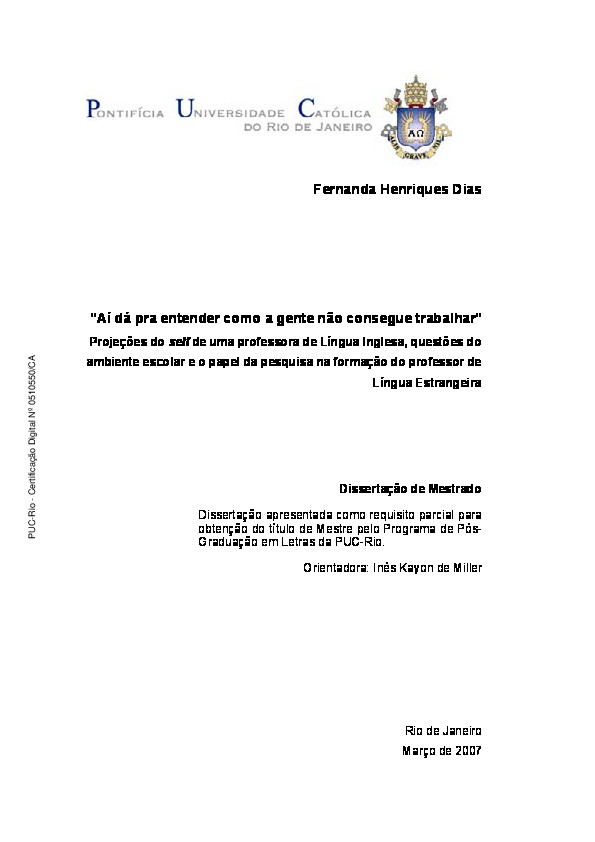 PONTIFÍCIA UNIVERSIDADE CATÓLICA
DO RIO DE JANEIRO
ΑΩ
ALIS GRAVE NIL
Fernanda Henriques Dias
"Aí dá pra entender como a gente não consegue trabalhar"
Projeções do self de uma professora de Língua Inglesa, questões do
ambiente escolar e o papel da pesquisa na formação do professor de
Língua Estrangeira
Dissertação de Mestrado
Dissertação apresentada como requisito parcial para
obtenção do título de Mestre pelo Programa de Pós-
Graduação em Letras da PUC-Rio.
Orientadora: Inés Kayon de Miller
Rio de Janeiro
Março de 2007
PUC-Rio - Certificação Digital Nº 0510550/CA